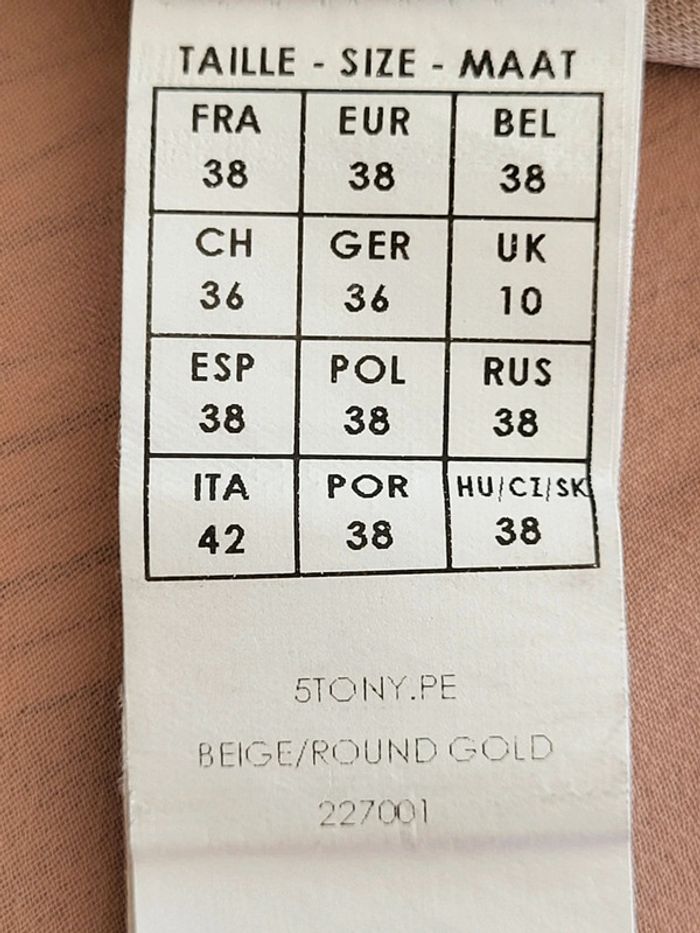 TAILLE - SIZE - MAAT
FRA EUR BEL
38 38 38
CH GER UK
36 36 10
ESP POL RUS
38 38 38
ITA POR HU/CI/SK
42 38 38
5TONY.PE
BEIGE/ROUND GOLD
227001